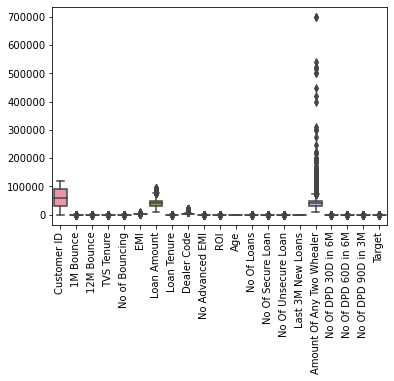 700000
600000
500000
400000
300000
200000
100000
0
Customer ID
1M Bounce
12M Bounce
TVS Tenure
No of Bouncing
EMI
Loan Amount
Loan Tenure
Dealer Code
No Advanced EMI
ROI
Age
No Of Loans
No Of Secure Loan
No Of Unsecure Loan
Last 3M New Loans
Amount Of Any Two Whealer
No Of DPD 30D in 6M
No Of DPD 60D in 6M
No Of DPD 90D in 3M
Target